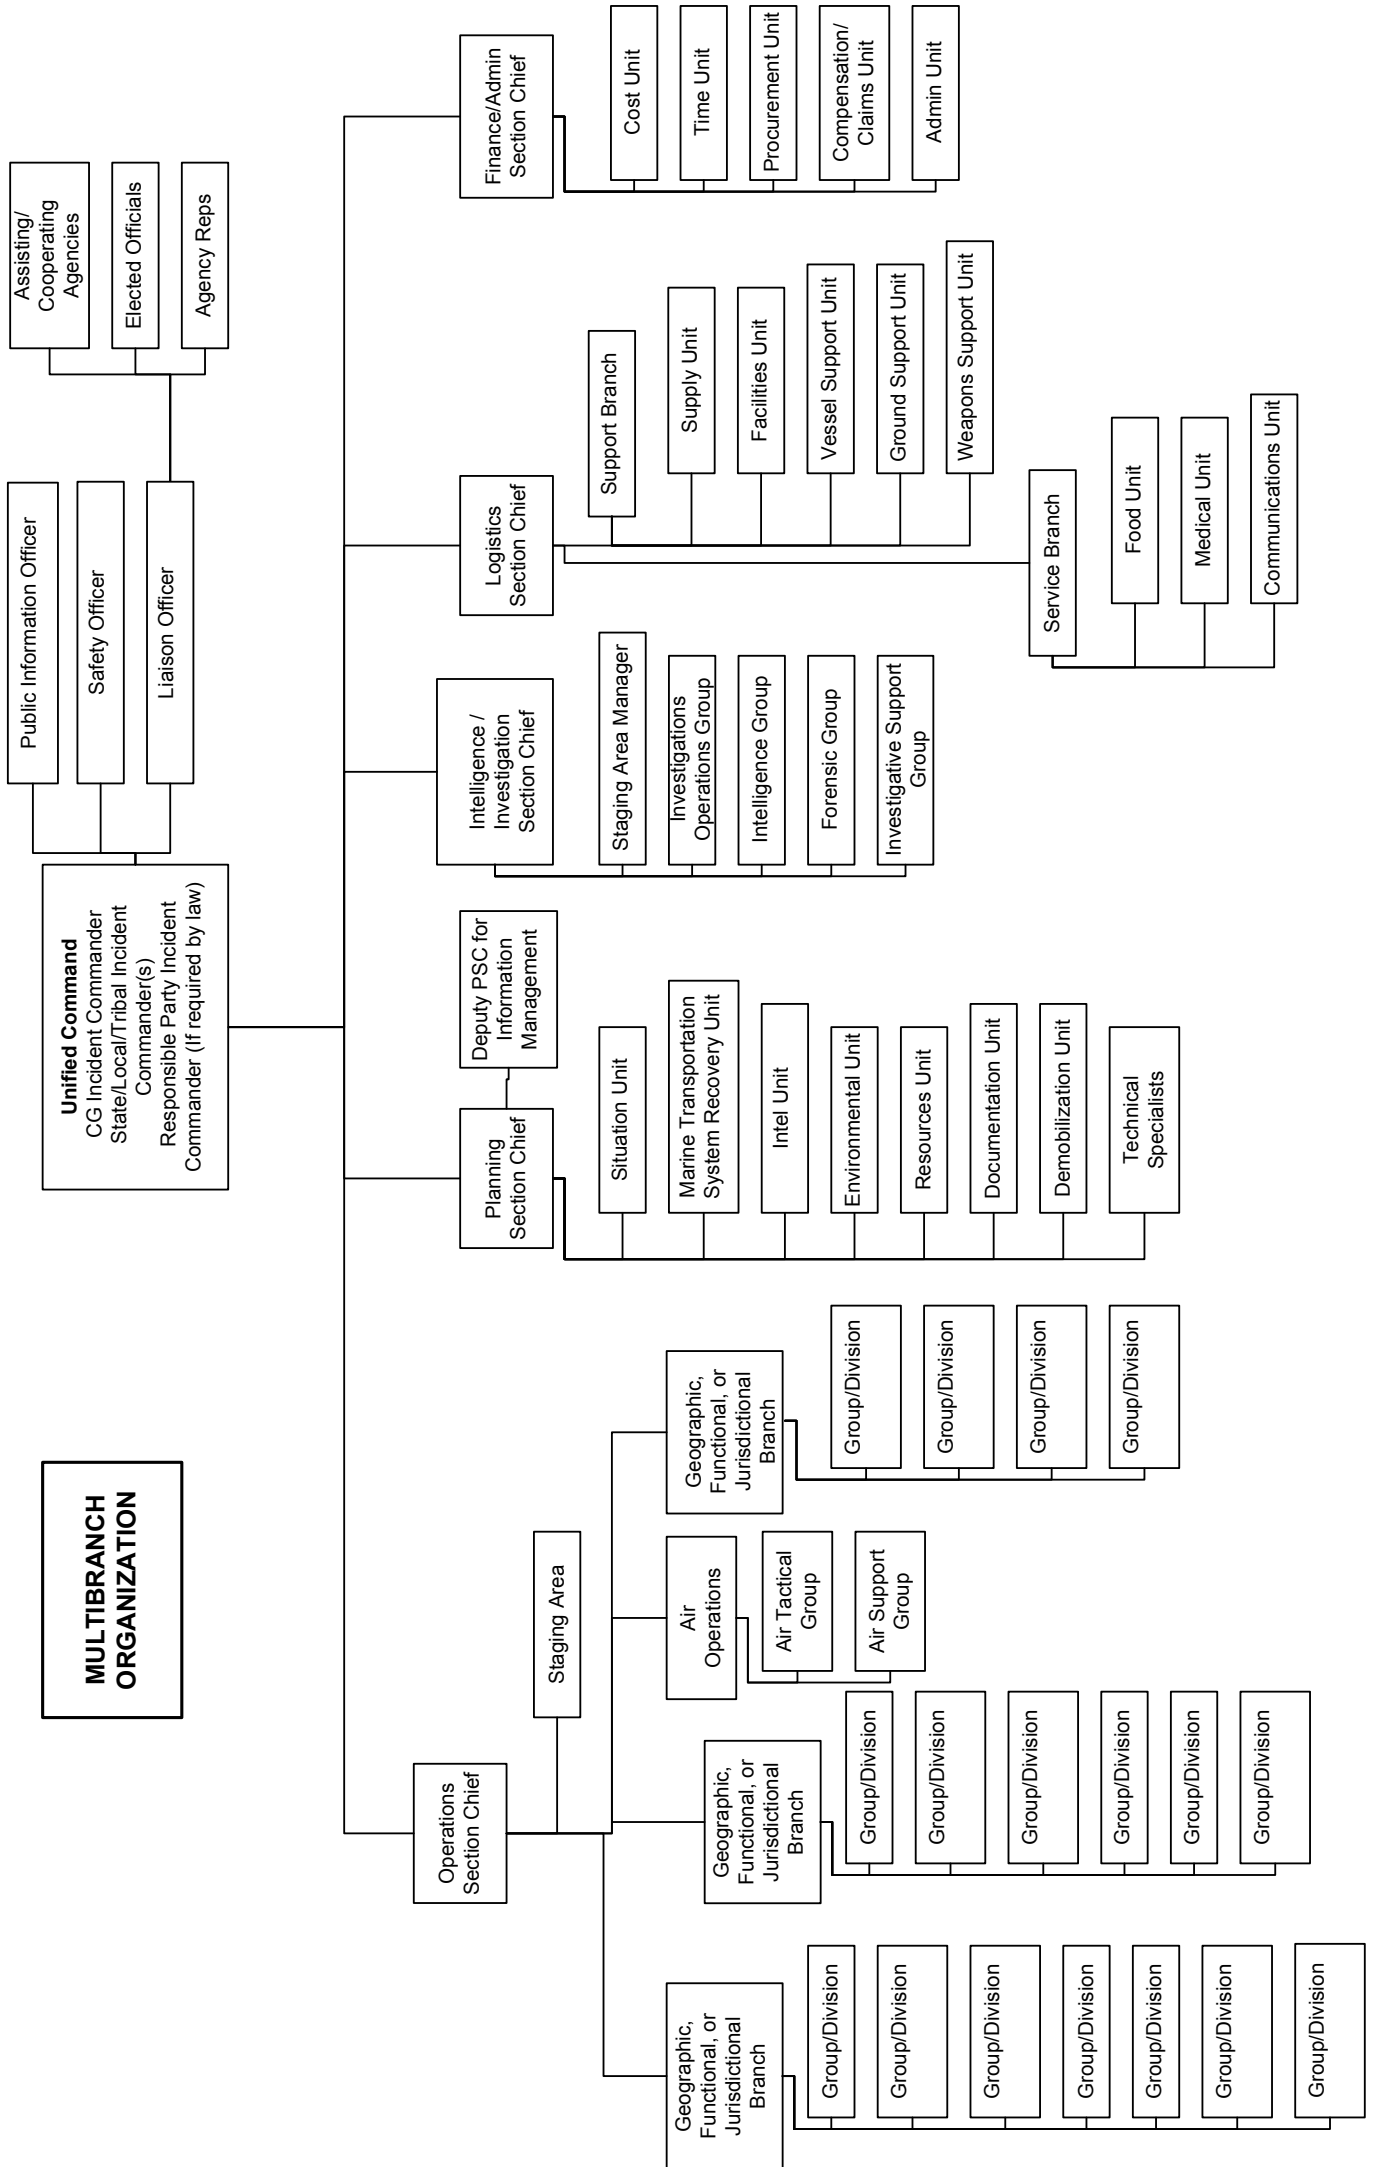 MULTIBRANCH
ORGANIZATION
Unified Command
CG Incident Commander
State/Local/Tribal Incident
Commander(s)
Responsible Party Incident
Commander (If required by law)
Public Information Officer
Safety Officer
Liaison Officer
Assisting/
Cooperating
Agencies
Elected Officials
Agency Reps
Operations
Section Chief
Staging Area
Geographic,
Functional, or
Jurisdictional
Branch
Group/Division
Group/Division
Group/Division
Group/Division
Group/Division
Group/Division
Group/Division
Geographic,
Functional, or
Jurisdictional
Branch
Group/Division
Group/Division
Group/Division
Group/Division
Group/Division
Group/Division
Air
Operations
Air Tactical
Group
Air Support
Group
Geographic,
Functional, or
Jurisdictional
Branch
Group/Division
Group/Division
Group/Division
Group/Division
Planning
Section Chief
Deputy PSC for
Information
Management
Situation Unit
Marine Transportation
System Recovery Unit
Intel Unit
Environmental Unit
Resources Unit
Documentation Unit
Demobilization Unit
Technical
Specialists
Intelligence /
Investigation
Section Chief
Staging Area Manager
Investigations
Operations Group
Intelligence Group
Forensic Group
Investigative Support
Group
Logistics
Section Chief
Support Branch
Supply Unit
Facilities Unit
Vessel Support Unit
Ground Support Unit
Weapons Support Unit
Service Branch
Food Unit
Medical Unit
Communications Unit
Finance/Admin
Section Chief
Cost Unit
Time Unit
Procurement Unit
Compensation/
Claims Unit
Admin Unit